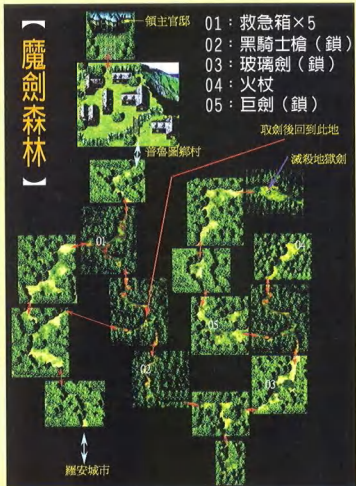 【魔劍森林】
領主官邸
01：救急箱×5
02：黑騎士槍（鎖）
03：玻璃劍（鎖）
04：火杖
05：巨劍（鎖）
取劍後回到此地
普魯圖鄉村
滅殺地獄劍
01
04
05
02
03
羅安城市